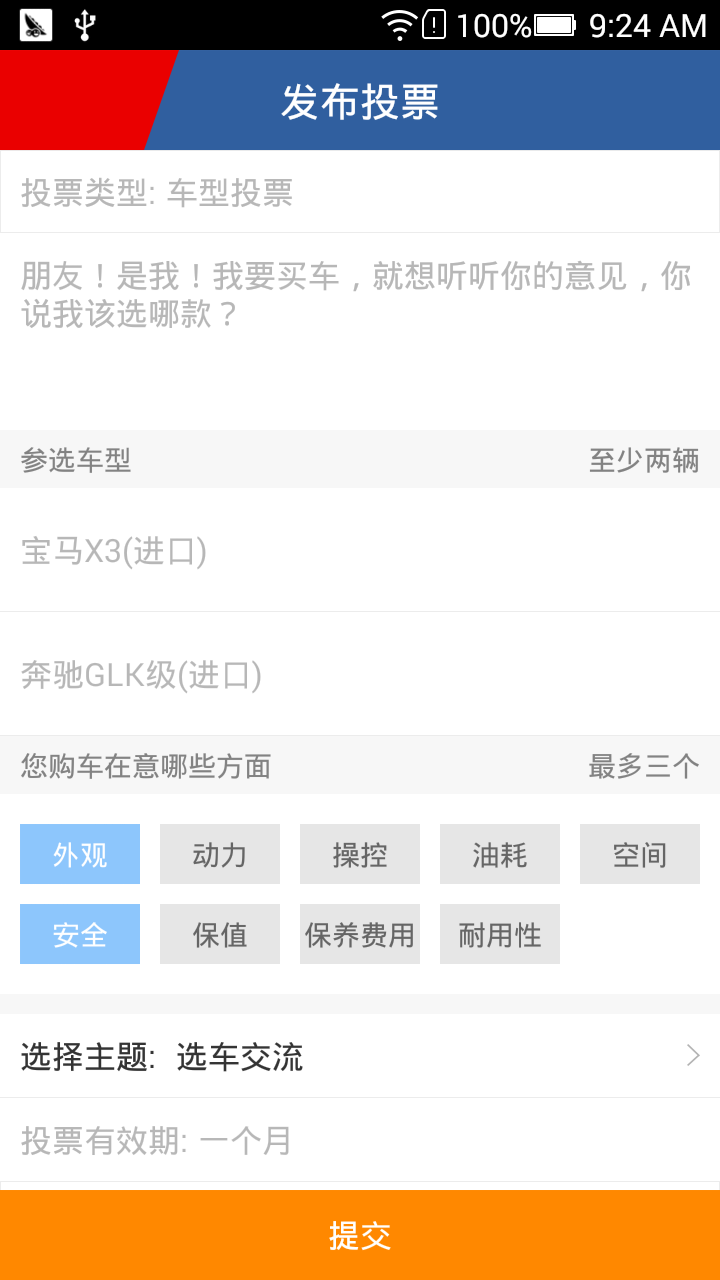 100% 9:24 AM
发布投票
投票类型: 车型投票
朋友！是我！我要买车，就想听听你的意见，你
说我该选哪款？
参选车型 至少两辆
宝马X3(进口)
奔驰GLK级(进口)
您购车在意哪些方面 最多三个
外观 动力 操控 油耗 空间
安全 保值 保养费用 耐用性
选择主题: 选车交流
投票有效期: 一个月
提交